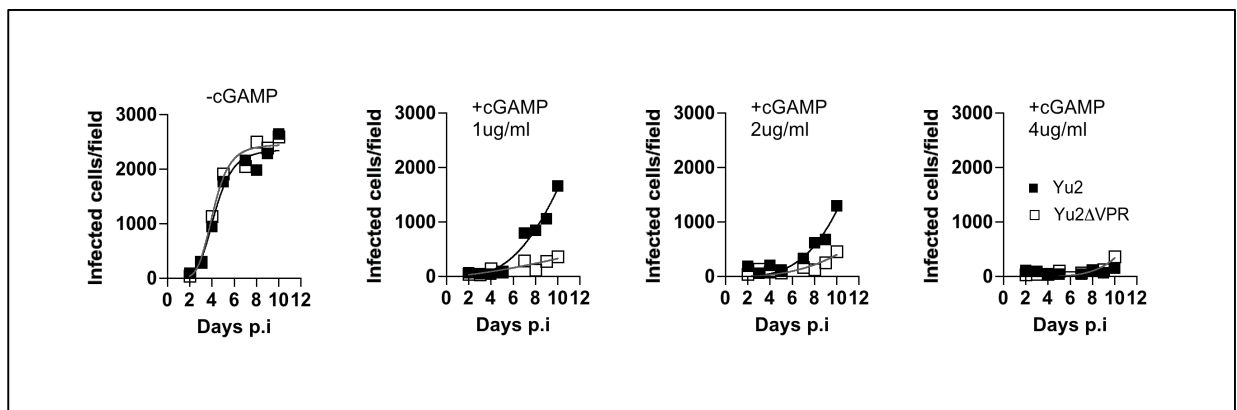 -cGAMP
Infected cells/field
3000
2000
1000
0
0 2 4 6 8 10 12
Days p.i
+cGAMP
1ug/ml
Infected cells/field
3000
2000
1000
0
0 2 4 6 8 10 12
Days p.i
+cGAMP
2ug/ml
Infected cells/field
3000
2000
1000
0
0 2 4 6 8 10 12
Days p.i
+cGAMP
4ug/ml
Infected cells/field
3000
2000
1000
0
0 2 4 6 8 10 12
Days p.i
Yu2
Yu2ΔVPR